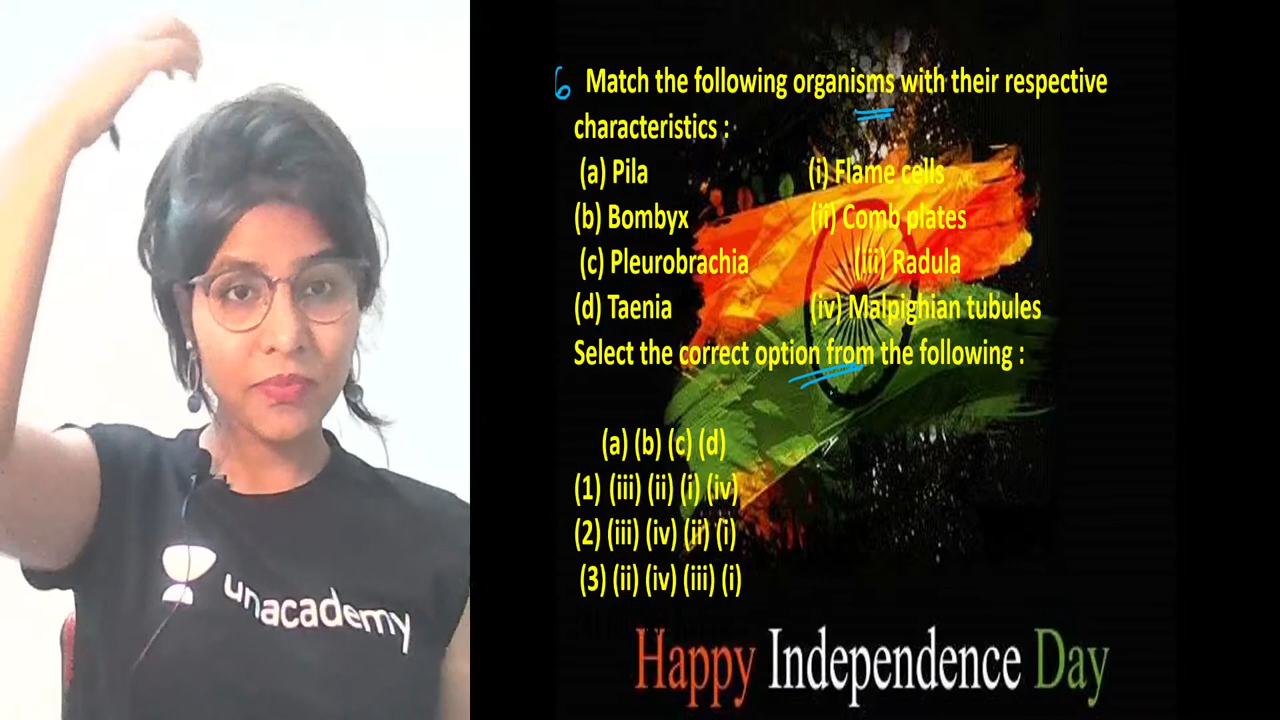 6 Match the following organisms with their respective
characteristics :
(a) Pila (i) Flame cells
(b) Bombyx (ii) Comb plates
(c) Pleurobrachia (iii) Radula
(d) Taenia (iv) Malpighian tubules
Select the correct option from the following :
(a) (b) (c) (d)
(1) (iii) (ii) (i) (iv)
(2) (iii) (iv) (ii) (i)
(3) (ii) (iv) (iii) (i)
Happy Independence Day
unacademy